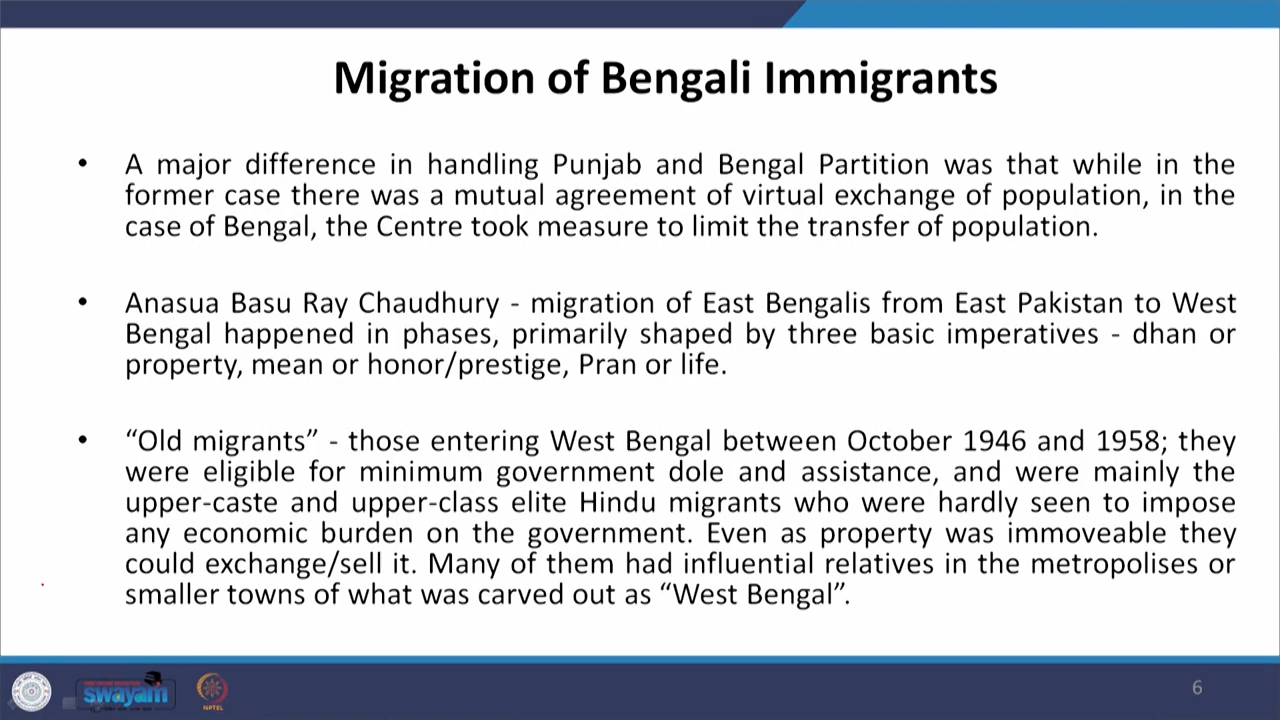 Migration of Bengali Immigrants
• A major difference in handling Punjab and Bengal Partition was that while in the
former case there was a mutual agreement of virtual exchange of population, in the
case of Bengal, the Centre took measure to limit the transfer of population.
• Anasua Basu Ray Chaudhury - migration of East Bengalis from East Pakistan to West
Bengal happened in phases, primarily shaped by three basic imperatives - dhan or
property, mean or honor/prestige, Pran or life.
• “Old migrants” - those entering West Bengal between October 1946 and 1958; they
were eligible for minimum government dole and assistance, and were mainly the
upper-caste and upper-class elite Hindu migrants who were hardly seen to impose
any economic burden on the government. Even as property was immoveable they
could exchange/sell it. Many of them had influential relatives in the metropolises or
smaller towns of what was carved out as “West Bengal”.
swayam
NPTEL
6